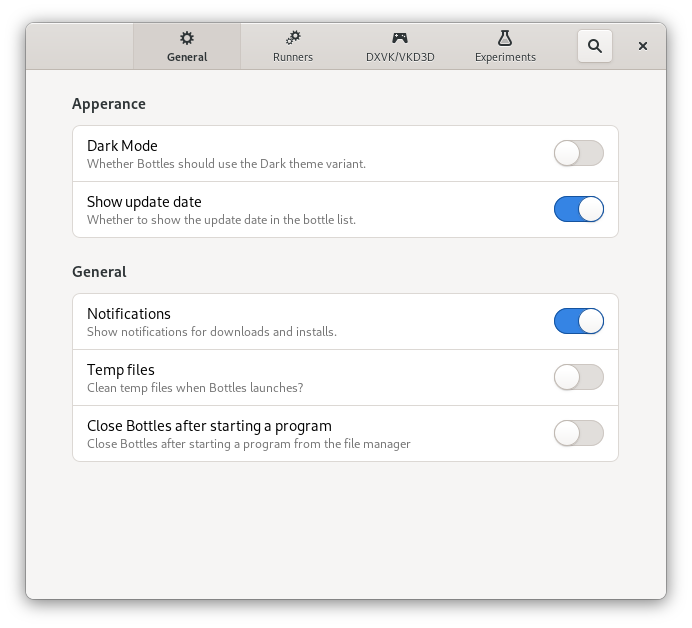 General
Runners
DXVK/VKD3D
Experiments
Apperance
Dark Mode
Whether Bottles should use the Dark theme variant.
Show update date
Whether to show the update date in the bottle list.
General
Notifications
Show notifications for downloads and installs.
Temp files
Clean temp files when Bottles launches?
Close Bottles after starting a program
Close Bottles after starting a program from the file manager